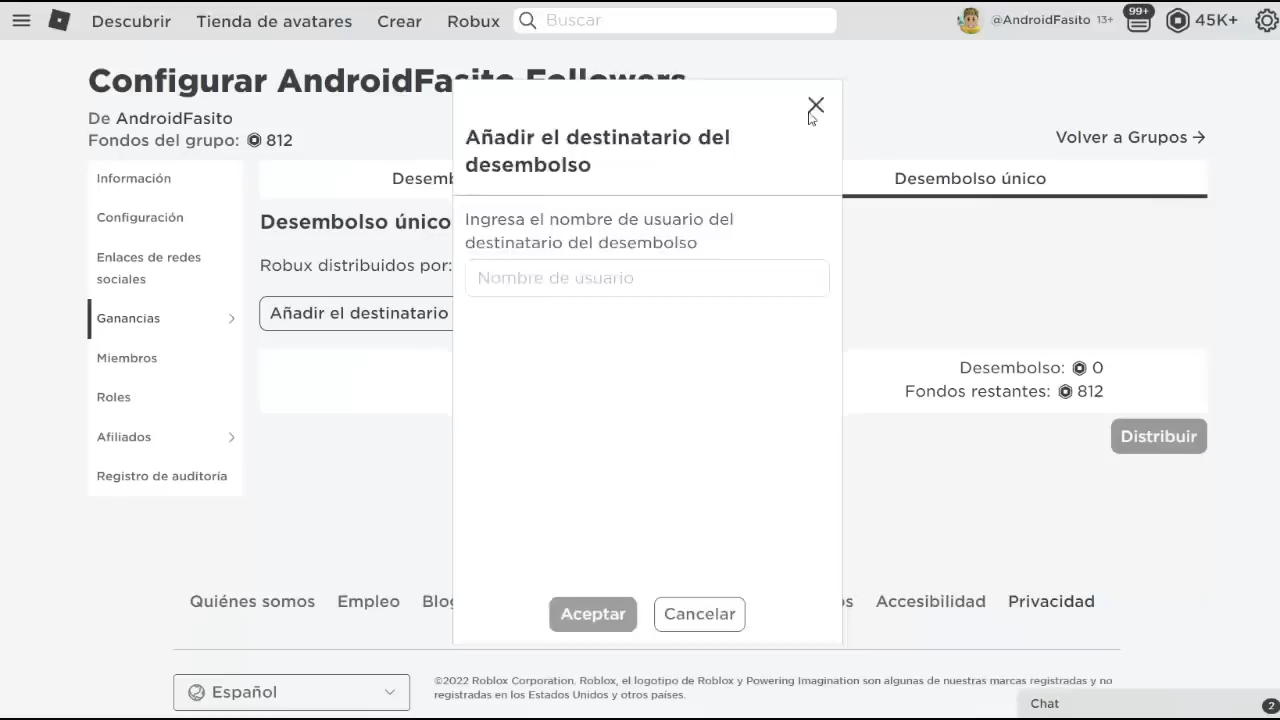 Descubrir Tienda de avatares Crear Robux Buscar @AndroidFasito 13+ 99+ 45K+
Configurar AndroidFasito Followers
De AndroidFasito
Fondos del grupo: 812
Volver a Grupos →
Información
Configuración
Enlaces de redes
sociales
Ganancias
Miembros
Roles
Afiliados
Registro de auditoría
Desemb
Desembolso único
Desembolso único
Robux distribuidos por:
Añadir el destinatario
Desembolso: 0
Fondos restantes: 812
Distribuir
Añadir el destinatario del
desembolso
Ingresa el nombre de usuario del
destinatario del desembolso
Nombre de usuario
Aceptar Cancelar
Quiénes somos Empleo Blog os Accesibilidad Privacidad
Español
©2022 Roblox Corporation. Roblox, el logotipo de Roblox y Powering Imagination son algunas de nuestras marcas registradas y no
registradas en los Estados Unidos y otros países.
Chat 2